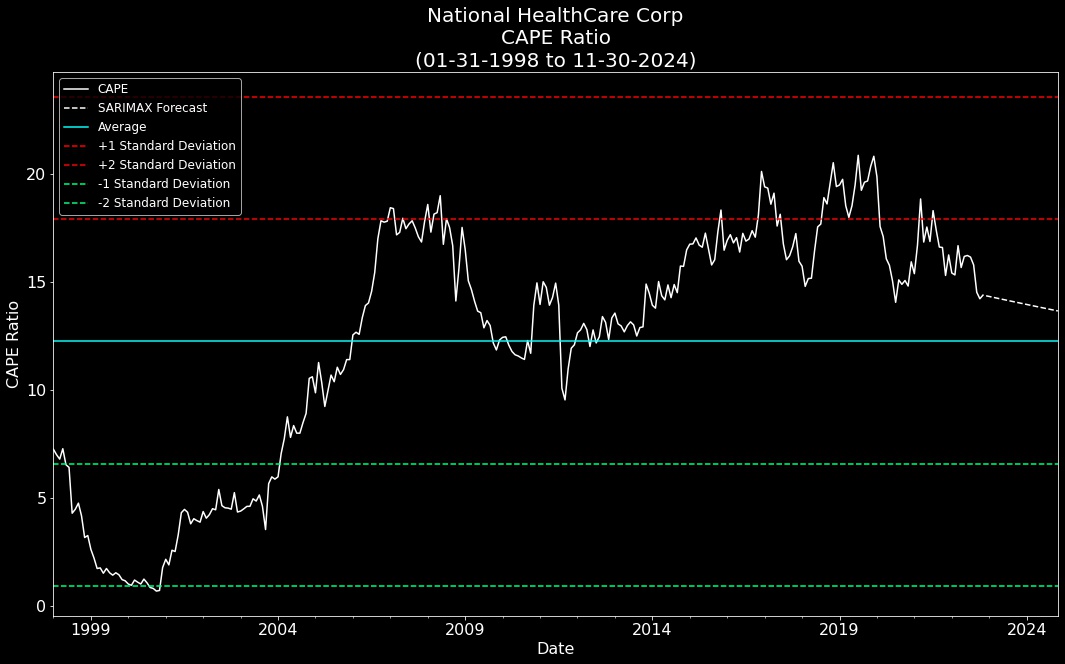 National HealthCare Corp
CAPE Ratio
(01-31-1998 to 11-30-2024)
CAPE
SARIMAX Forecast
Average
+1 Standard Deviation
+2 Standard Deviation
-1 Standard Deviation
-2 Standard Deviation
CAPE Ratio
20
15
10
5
0
1999
2004
2009
2014
2019
2024
Date